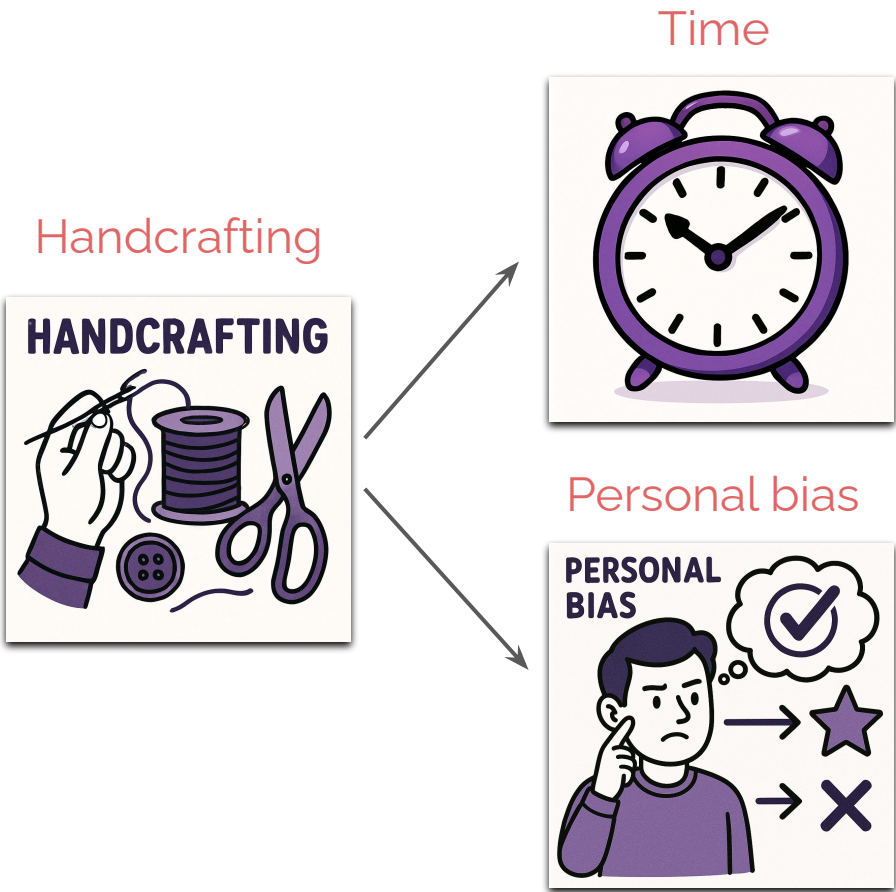 Time
Handcrafting
HANDCRAFTING
Personal bias
PERSONAL
BIAS